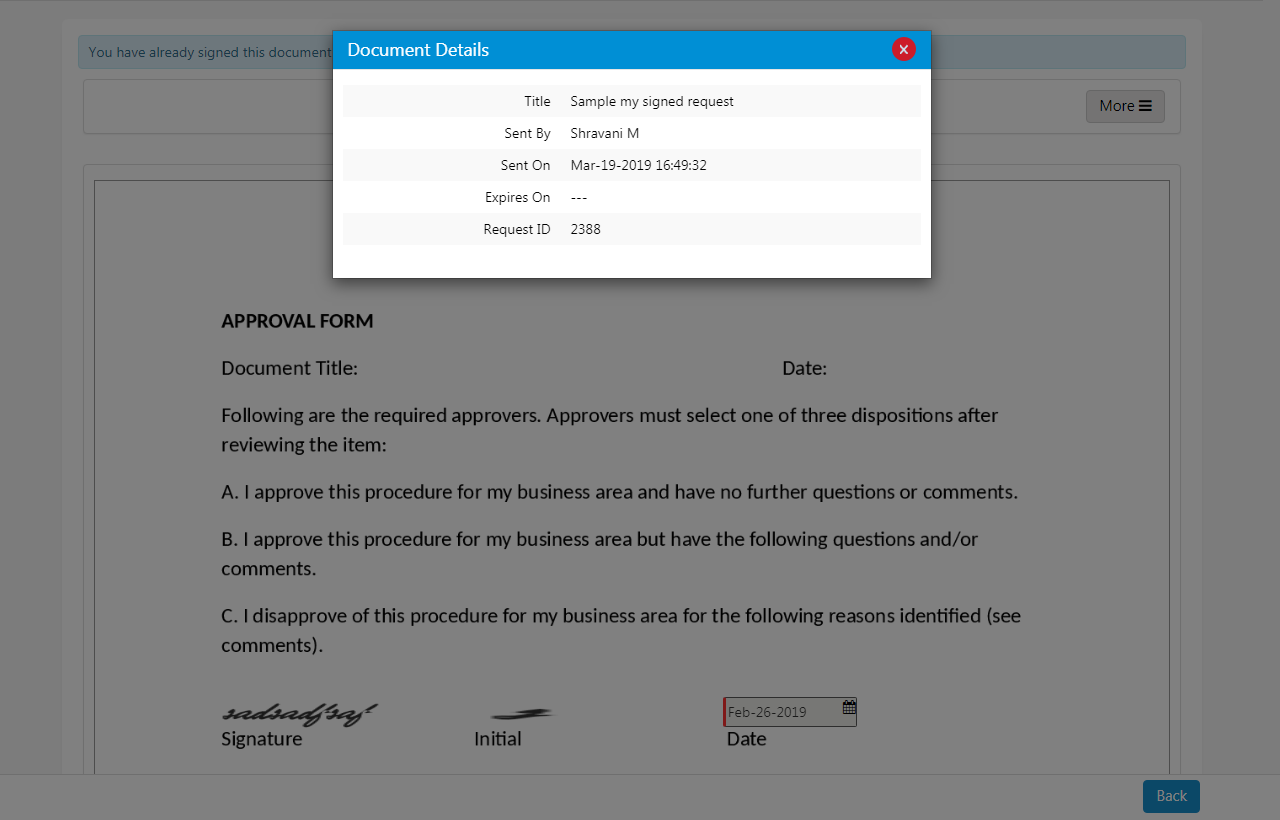 Document Details
You have already signed this document
Title Sample my signed request
More
Sent By Shravani M
Sent On Mar-19-2019 16:49:32
Expires On ---
Request ID 2388
APPROVAL FORM
Document Title: Date:
Following are the required approvers. Approvers must select one of three dispositions after
reviewing the item:
A. I approve this procedure for my business area and have no further questions or comments.
B. I approve this procedure for my business area but have the following questions and/or
comments.
C. I disapprove of this procedure for my business area for the following reasons identified (see
comments).
Feb-26-2019
Signature Initial Date
Back